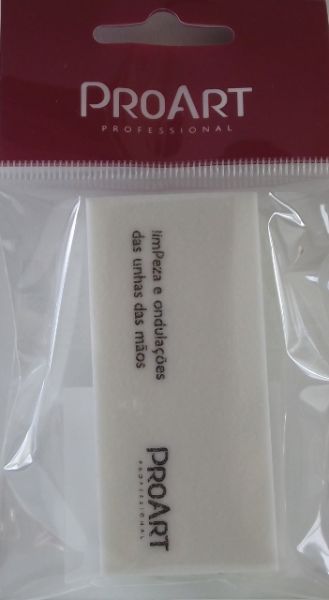 PROART
PROFESSIONAL
limPeza e ondulações
das unhas das mãos
PROART
PROFESSIONAL